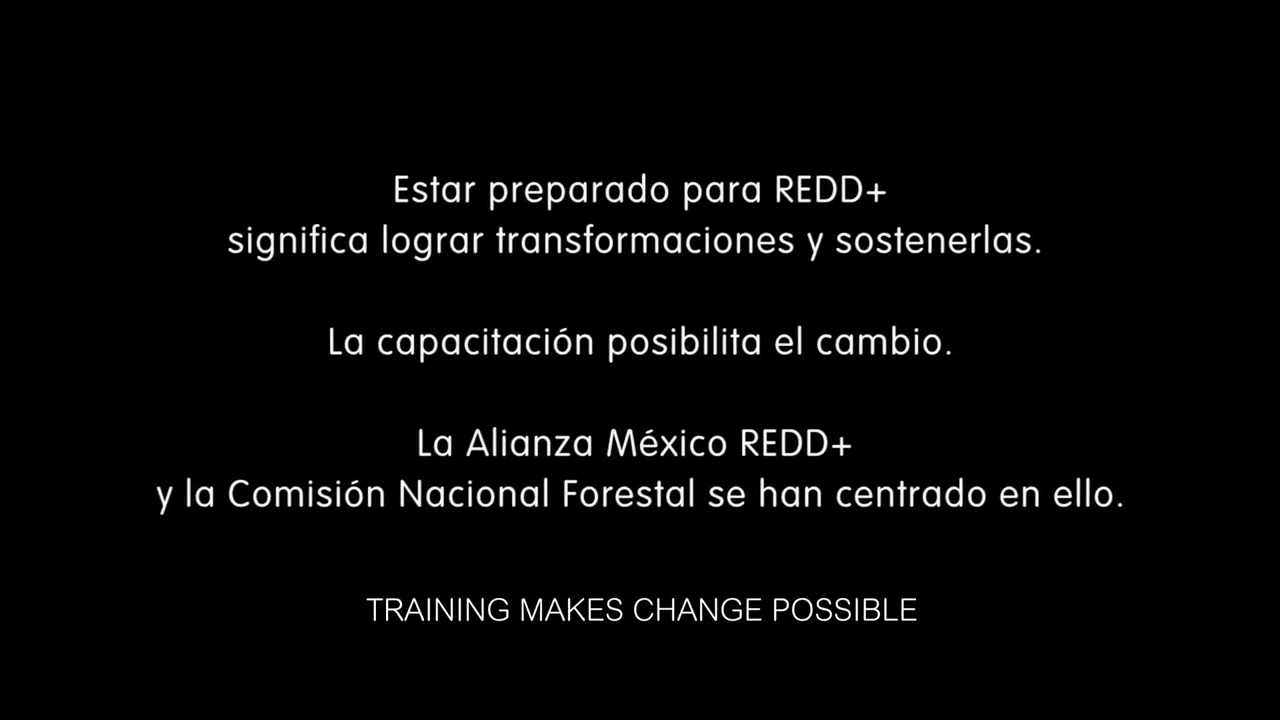 Estar preparado para REDD+
significa lograr transformaciones y sostenerlas.
La capacitación posibilita el cambio.
La Alianza México REDD+
y la Comisión Nacional Forestal se han centrado en ello.
TRAINING MAKES CHANGE POSSIBLE